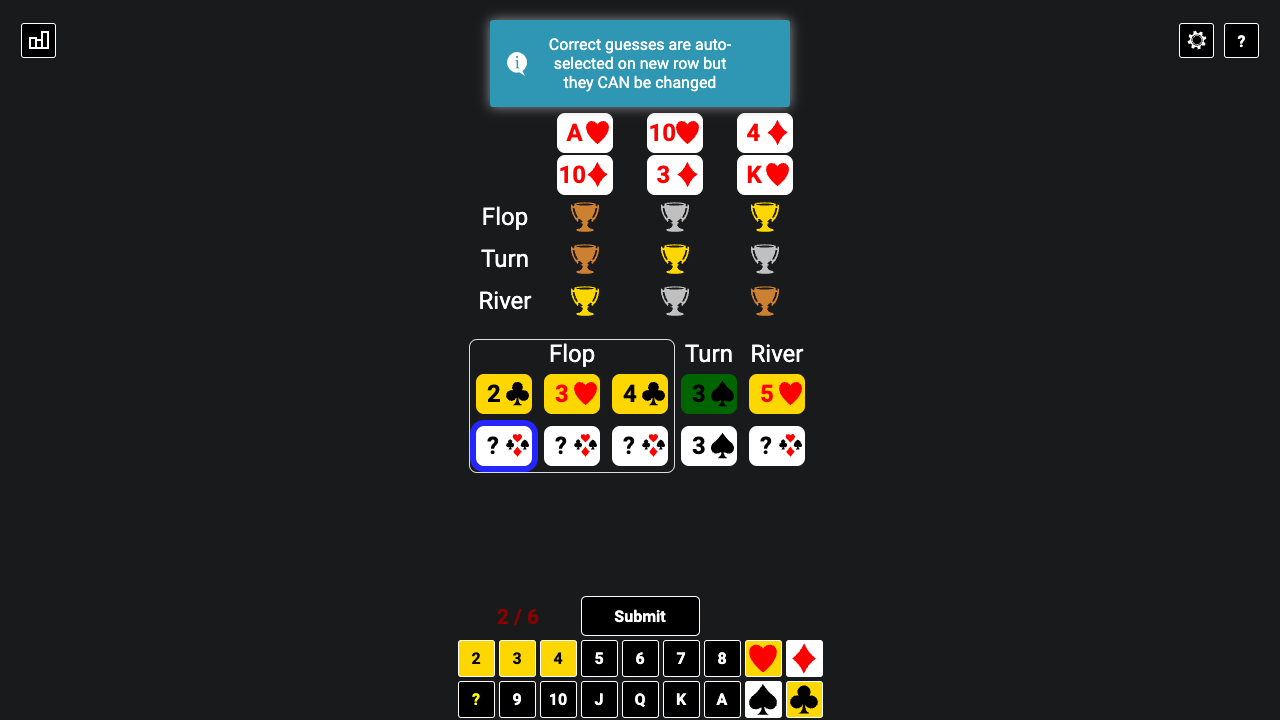 Correct guesses are auto-
selected on new row but
they CAN be changed
?
A 10 4
10 3 K
Flop
Turn
River
Flop Turn River
2 3 4 3 5
? ? ? 3 ?
2 / 6 Submit
2 3 4 5 6 7 8
? 9 10 J Q K A